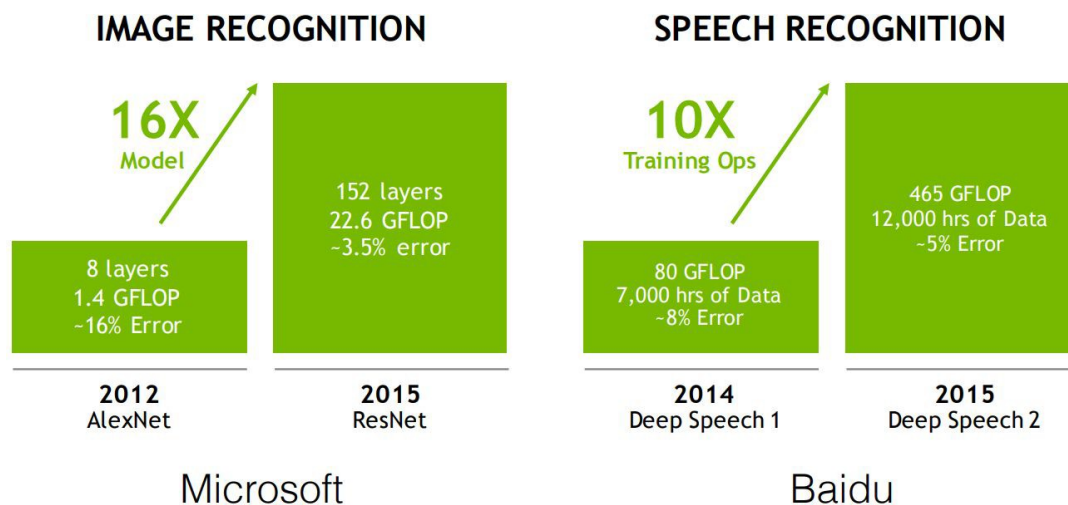 IMAGE RECOGNITION
16X
Model
8 layers
1.4 GFLOP
~16% Error
152 layers
22.6 GFLOP
~3.5% error
2012
AlexNet
2015
ResNet
Microsoft
SPEECH RECOGNITION
10X
Training Ops
80 GFLOP
7,000 hrs of Data
~8% Error
465 GFLOP
12,000 hrs of Data
~5% Error
2014
Deep Speech 1
2015
Deep Speech 2
Baidu